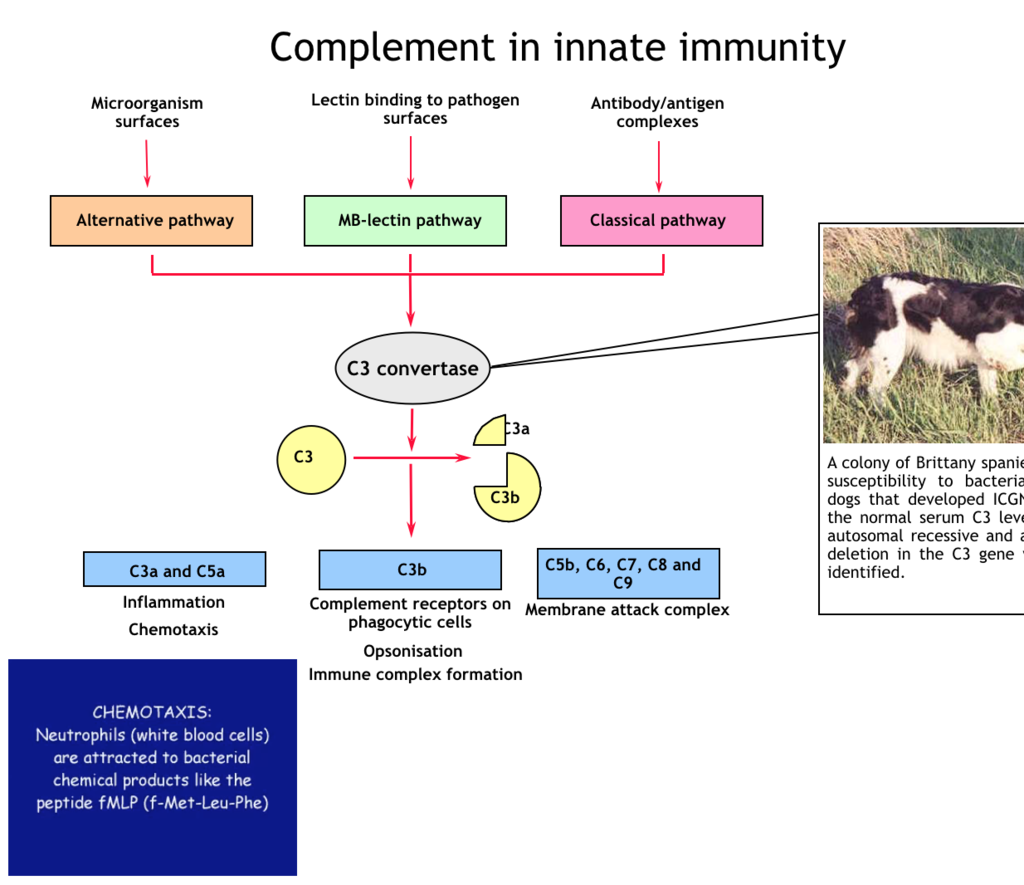 Complement in innate immunity
Microorganism
surfaces
Lectin binding to pathogen
surfaces
Antibody/antigen
complexes
Alternative pathway
MB-lectin pathway
Classical pathway
C3 convertase
C3
C3a
C3b
C3a and C5a
Inflammation
Chemotaxis
C3b
Complement receptors on
phagocytic cells
Opsonisation
Immune complex formation
C5b, C6, C7, C8 and
C9
Membrane attack complex
CHEMOTAXIS:
Neutrophils (white blood cells)
are attracted to bacterial
chemical products like the
peptide fMLP (f-Met-Leu-Phe)
A colony of Brittany
susceptibility to
dogs that developed
the normal serum C3
autosomal recessive and
deletion in the C3 gene
identified.